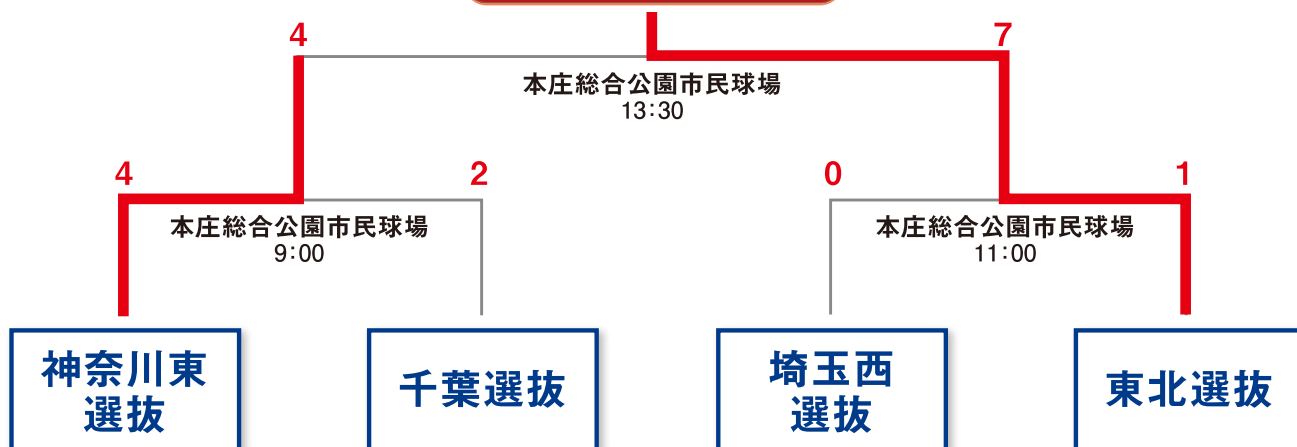 4 7
本庄総合公園市民球場
13:30
4 2 0 1
本庄総合公園市民球場 本庄総合公園市民球場
9:00 11:00
神奈川東
選抜
千葉選抜
埼玉西
選抜
東北選抜